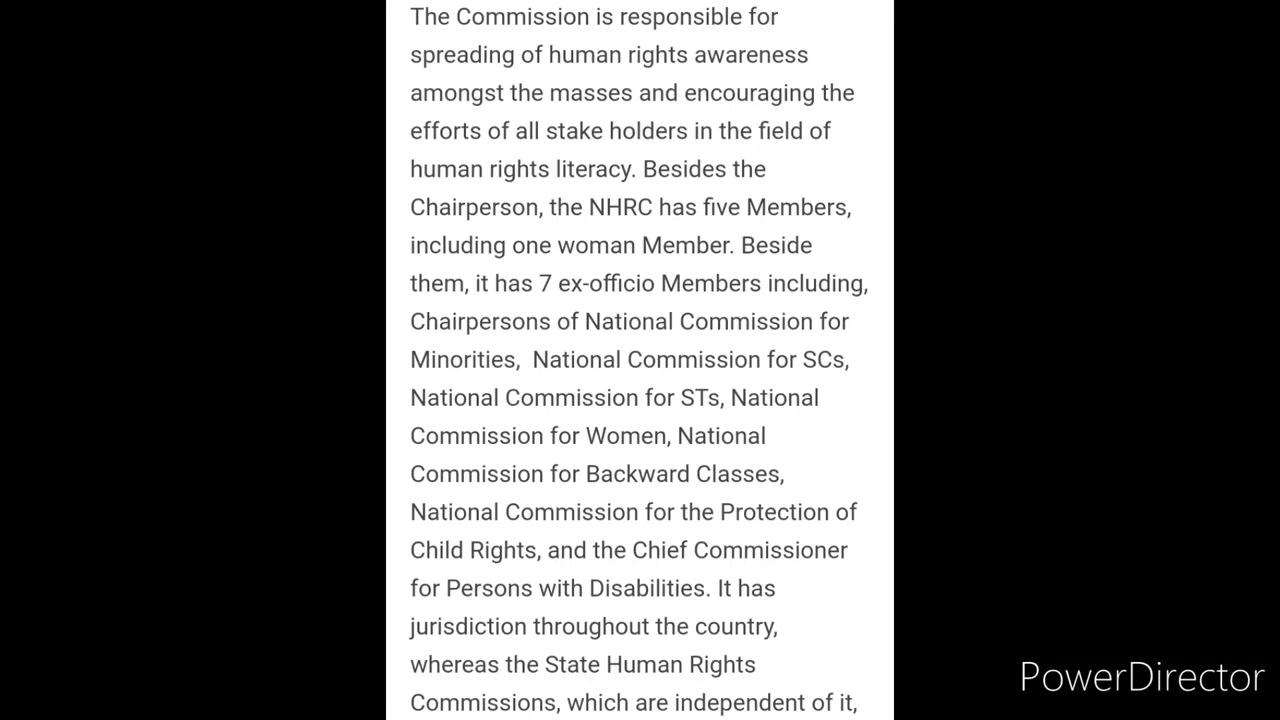 The Commission is responsible for
spreading of human rights awareness
amongst the masses and encouraging the
efforts of all stake holders in the field of
human rights literacy. Besides the
Chairperson, the NHRC has five Members,
including one woman Member. Beside
them, it has 7 ex-officio Members including,
Chairpersons of National Commission for
Minorities,  National Commission for SCs,
National Commission for STs, National
Commission for Women, National
Commission for Backward Classes,
National Commission for the Protection of
Child Rights, and the Chief Commissioner
for Persons with Disabilities. It has
jurisdiction throughout the country,
whereas the State Human Rights
Commissions, which are independent of it,
PowerDirector